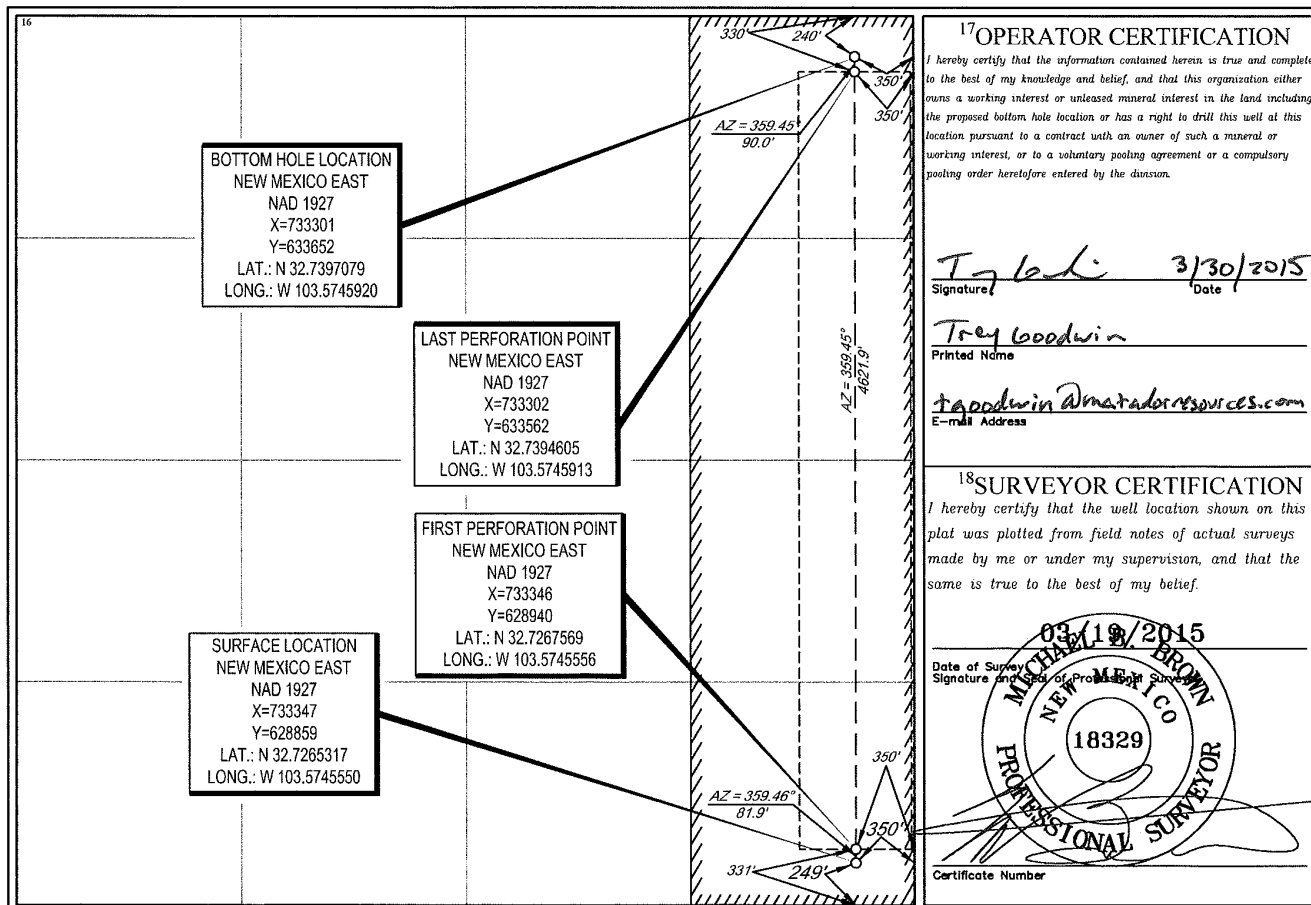 16
330'
240'
350'
350'
AZ = 359.45°
90.0'
BOTTOM HOLE LOCATION
NEW MEXICO EAST
NAD 1927
X=733301
Y=633652
LAT.: N 32.7397079
LONG.: W 103.5745920
LAST PERFORATION POINT
NEW MEXICO EAST
NAD 1927
X=733302
Y=633562
LAT.: N 32.7394605
LONG.: W 103.5745913
AZ = 359.45°
4621.9'
FIRST PERFORATION POINT
NEW MEXICO EAST
NAD 1927
X=733346
Y=628940
LAT.: N 32.7267569
LONG.: W 103.5745556
SURFACE LOCATION
NEW MEXICO EAST
NAD 1927
X=733347
Y=628859
LAT.: N 32.7265317
LONG.: W 103.5745550
350'
AZ = 359.46°
81.9'
350'
331'
249'
17OPERATOR CERTIFICATION
I hereby certify that the information contained herein is true and complete
to the best of my knowledge and belief, and that this organization either
owns a working interest or unleased mineral interest in the land including
the proposed bottom hole location or has a right to drill this well at this
location pursuant to a contract with an owner of such a mineral or
working interest, or to a voluntary pooling agreement or a compulsory
pooling order heretofore entered by the division.
3/30/2015
Signature Date
Trey Goodwin
Printed Name
tgoodwin@matadorresources.com
E-mail Address
18SURVEYOR CERTIFICATION
I hereby certify that the well location shown on this
plat was plotted from field notes of actual surveys
made by me or under my supervision, and that the
same is true to the best of my belief.
03/19/2015
Date of Survey
Signature and Seal of Professional Surveyor
MICHAEL B. BROWN
NEW MEXICO
18329
PROFESSIONAL SURVEYOR
Certificate Number